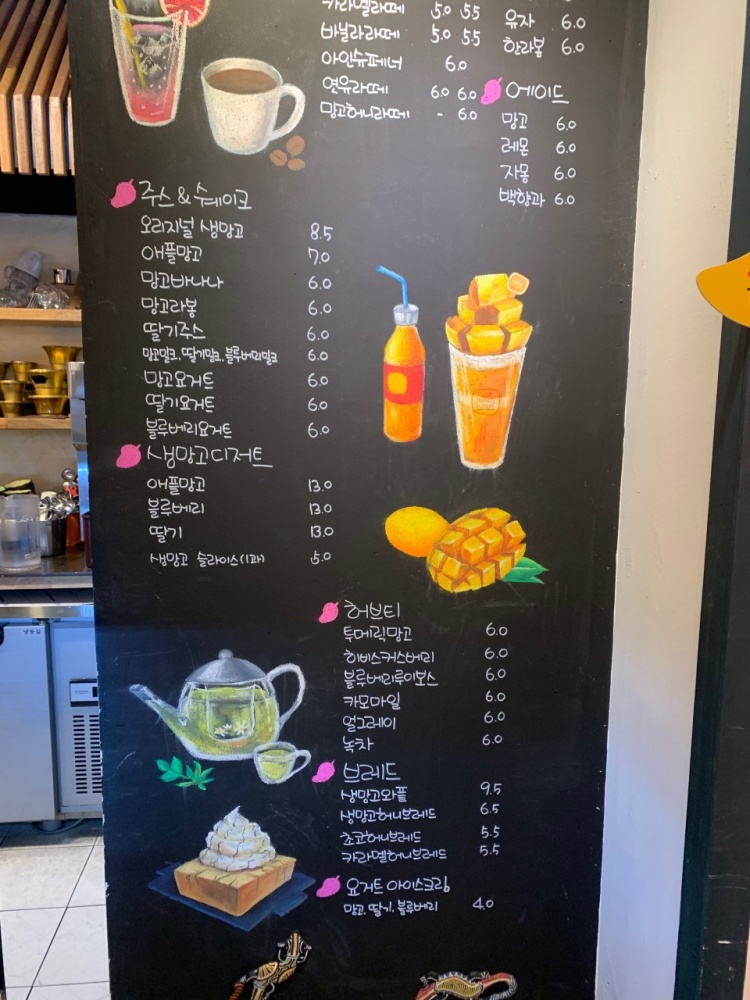 카라멜라떼 5.0 5.5
바닐라라떼 5.0 5.5
아인슈페너 6.0
연유라떼 6.0 6.0
망고허니라떼 - 6.0
유자 6.0
한라봉 6.0
에이드
망고 6.0
레몬 6.0
자몽 6.0
백향과 6.0
주스 & 쉐이크
오리지널 생망고 8.5
애플망고 7.0
망고바나나 6.0
망고라봉 6.0
딸기주스 6.0
망고밀크, 딸기밀크, 블루베리밀크 6.0
망고요거트 6.0
딸기요거트 6.0
블루베리요거트 6.0
생망고디저트
애플망고 13.0
블루베리 13.0
딸기 13.0
생망고 슬라이스(1과) 5.0
허브티
투메릭망고 6.0
히비스커스베리 6.0
블루베리루이보스 6.0
카모마일 6.0
얼그레이 6.0
녹차 6.0
브레드
생망고와플 9.5
생망고허니브레드 6.5
초코허니브레드 5.5
카라멜허니브레드 5.5
요거트 아이스크림
망고, 딸기, 블루베리 4.0